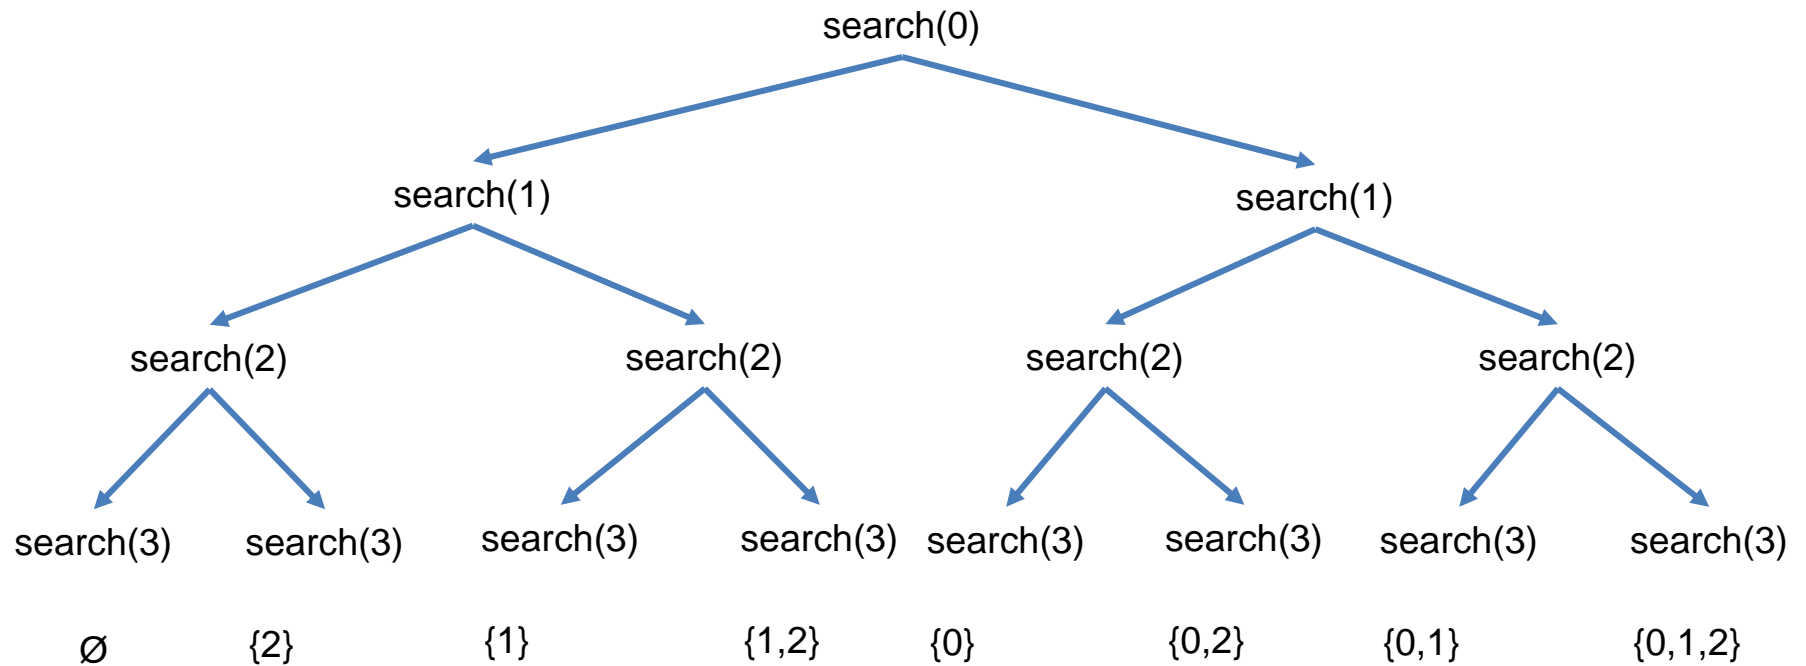 search(0)
search(1) search(1)
search(2) search(2) search(2) search(2)
search(3) search(3) search(3) search(3) search(3) search(3) search(3) search(3)
Ø {2} {1} {1,2} {0} {0,2} {0,1} {0,1,2}